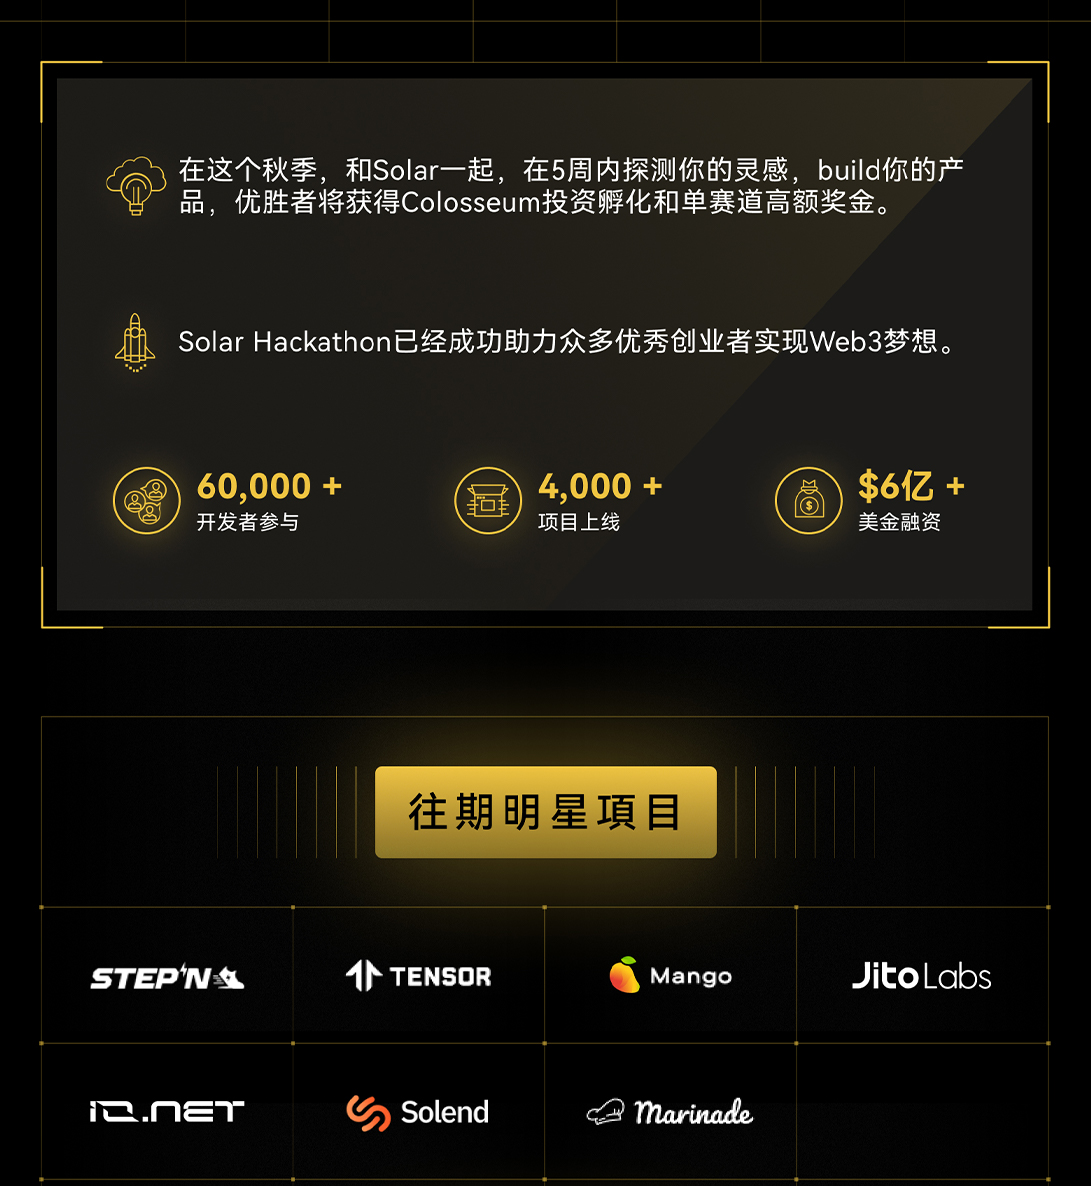 在这个秋季，和Solar一起，在5周内探测你的灵感，build你的产
品，优胜者将获得Colosseum投资孵化和单赛道高额奖金。
Solar Hackathon已经成功助力众多优秀创业者实现Web3梦想。
60,000 +
开发者参与
4,000 +
项目上线
$6亿 +
美金融资
往期明星項目
STEP'N
TENSOR
Mango
Jito Labs
IO.NET
Solend
Marinade